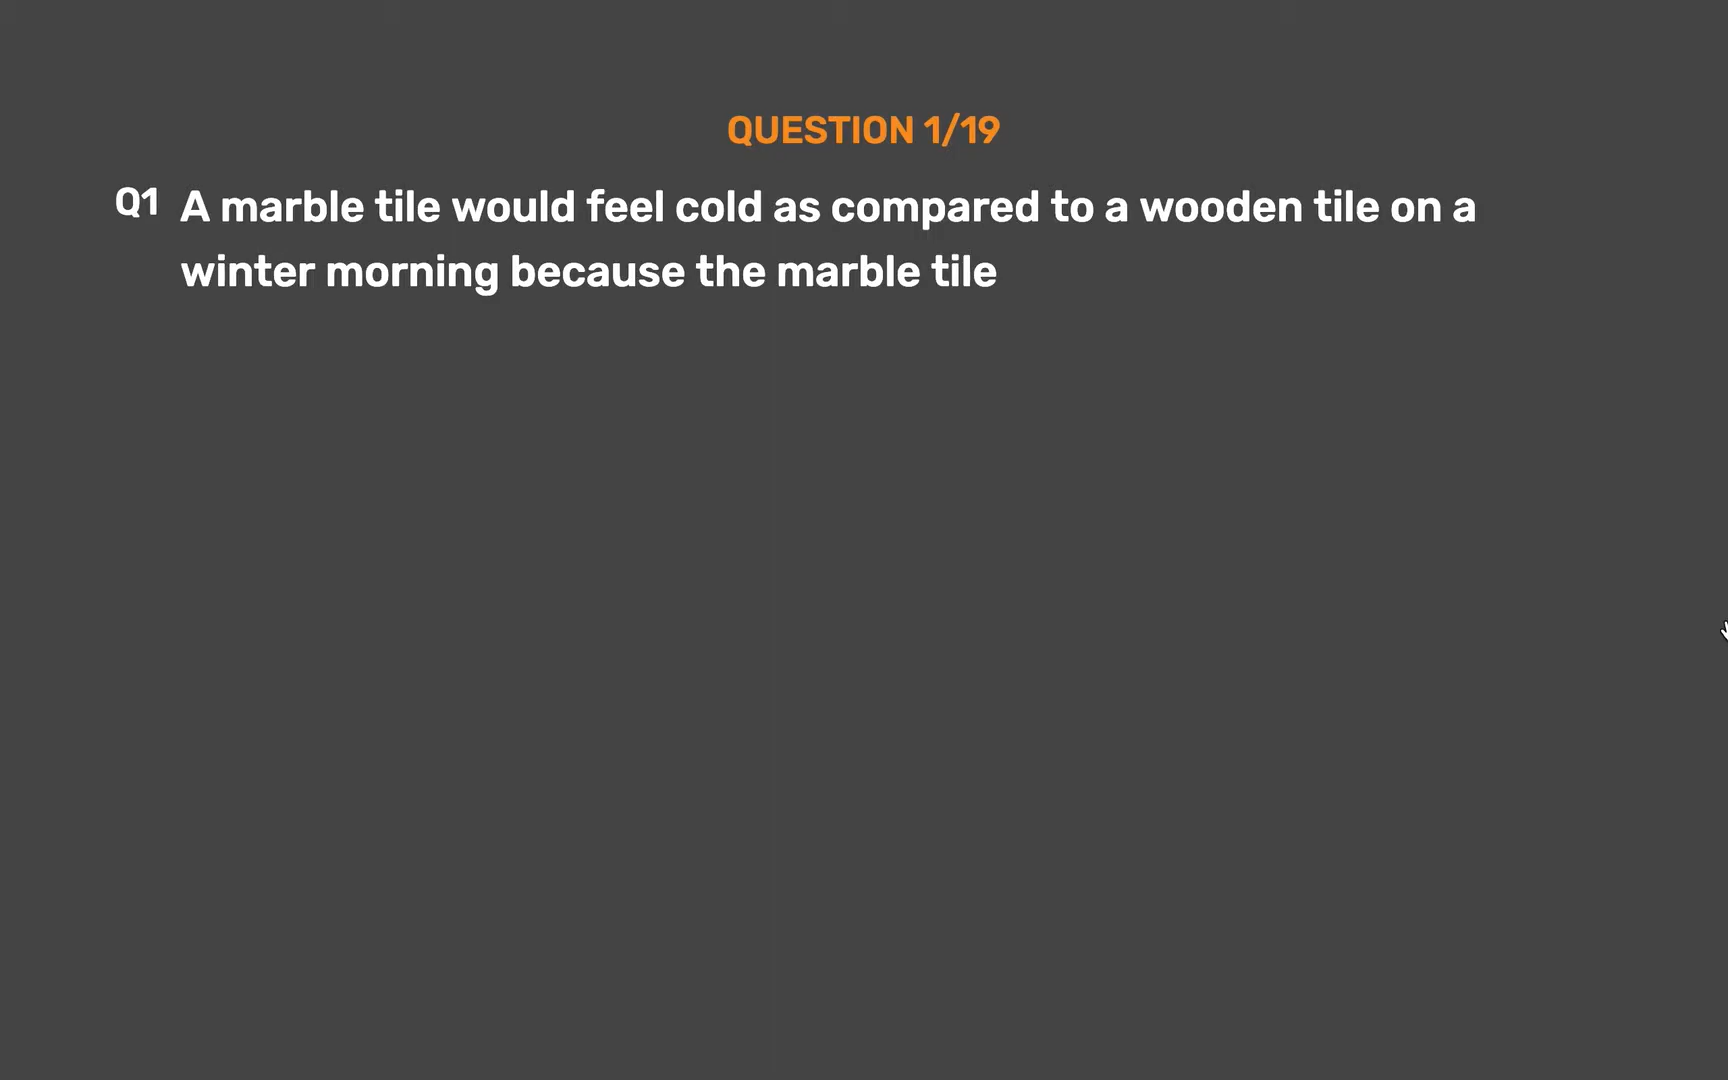 QUESTION 1/19
Q1 A marble tile would feel cold as compared to a wooden tile on a
winter morning because the marble tile